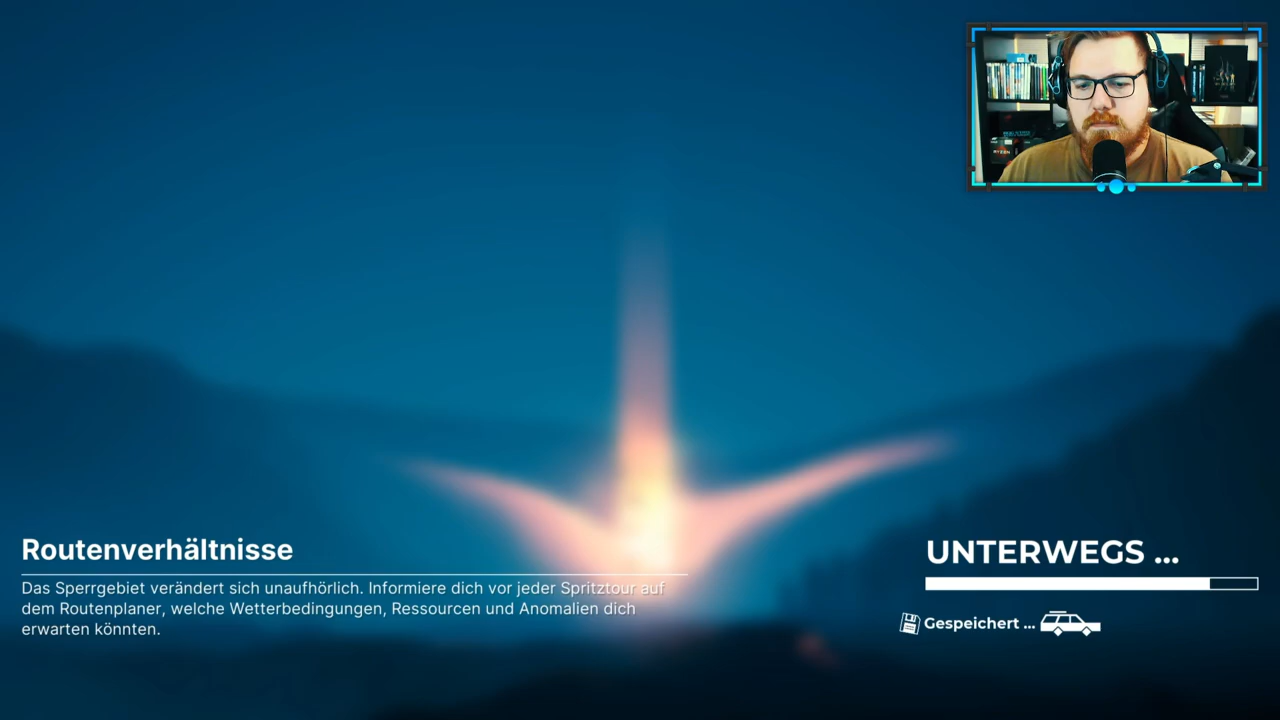 Routenverhältnisse
Das Sperrgebiet verändert sich unaufhörlich. Informiere dich vor jeder Spritztour auf
dem Routenplaner, welche Wetterbedingungen, Ressourcen und Anomalien dich
erwarten könnten.
UNTERWEGS ...
Gespeichert ...